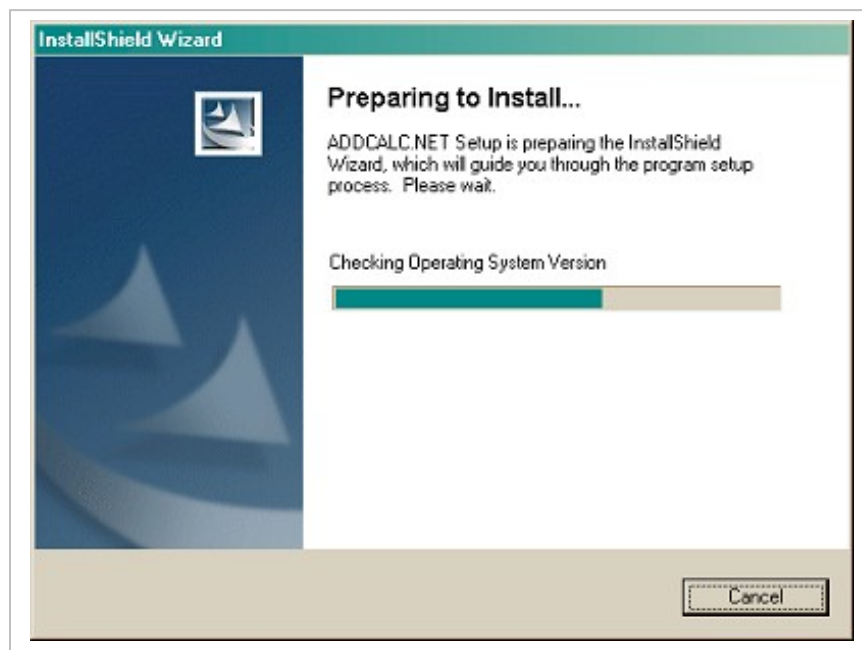 InstallShield Wizard
Preparing to Install...
ADDCALC.NET Setup is preparing the InstallShield
Wizard, which will guide you through the program setup
process. Please wait.
Checking Operating System Version
Cancel